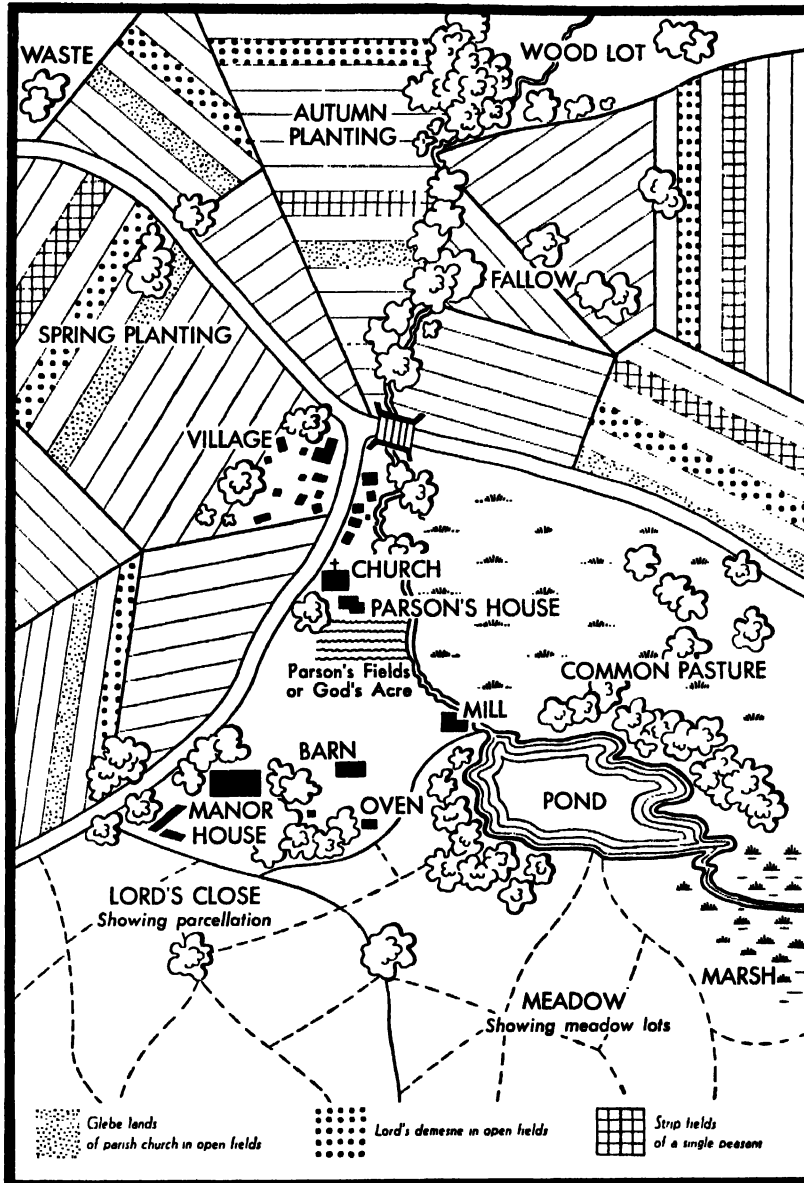 WASTE
WOOD LOT
AUTUMN
PLANTING
FALLOW
SPRING PLANTING
VILLAGE
CHURCH
PARSON'S HOUSE
Parson's Fields
or God's Acre
COMMON PASTURE
MILL
BARN
POND
MANOR
HOUSE
OVEN
LORD'S CLOSE
Showing parcellation
MARSH
MEADOW
Showing meadow lots
Glebe lands
of parish church in open fields
Lord's demesne in open fields
Strip fields
of a single peasant